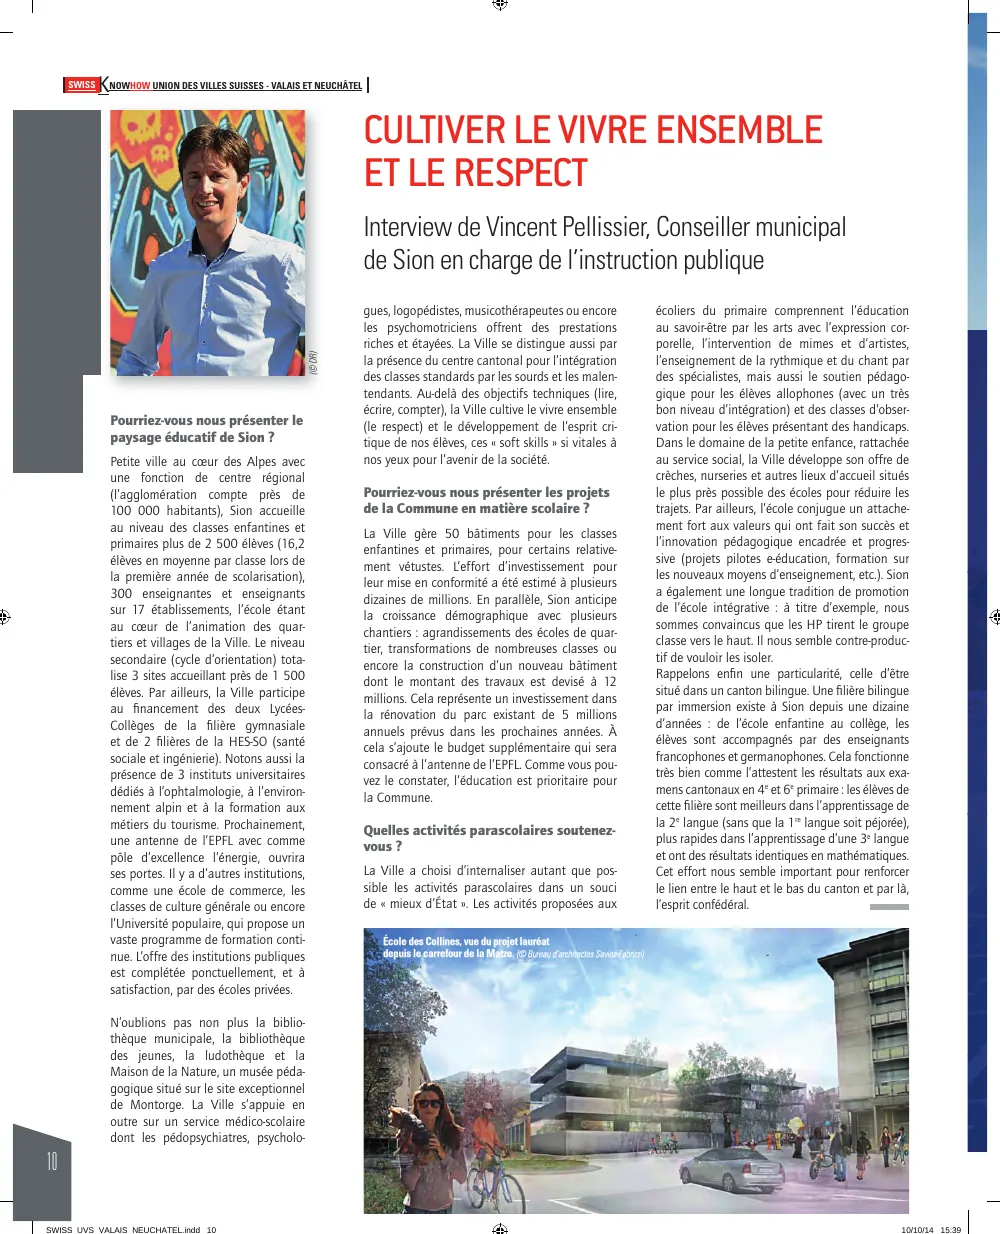 SWISS KNOWHOW UNION DES VILLES SUISSES - VALAIS ET NEUCHÂTEL
CULTIVER LE VIVRE ENSEMBLE
ET LE RESPECT
Interview de Vincent Pellissier, Conseiller municipal
de Sion en charge de l’instruction publique
(© DR)
Pourriez-vous nous présenter le
paysage éducatif de Sion ?
Petite ville au cœur des Alpes avec
une fonction de centre régional
(l’agglomération compte près de
100 000 habitants), Sion accueille
au niveau des classes enfantines et
primaires plus de 2 500 élèves (16,2
élèves en moyenne par classe lors de
la première année de scolarisation),
300 enseignantes et enseignants
sur 17 établissements, l’école étant
au cœur de l’animation des quar-
tiers et villages de la Ville. Le niveau
secondaire (cycle d’orientation) tota-
lise 3 sites accueillant près de 1 500
élèves. Par ailleurs, la Ville participe
au financement des deux Lycées-
Collèges de la filière gymnasiale
et de 2 filières de la HES-SO (santé
sociale et ingénierie). Notons aussi la
présence de 3 instituts universitaires
dédiés à l’ophtalmologie, à l’environ-
nement alpin et à la formation aux
métiers du tourisme. Prochainement,
une antenne de l’EPFL avec comme
pôle d’excellence l’énergie, ouvrira
ses portes. Il y a d’autres institutions,
comme une école de commerce, les
classes de culture générale ou encore
l’Université populaire, qui propose un
vaste programme de formation conti-
nue. L’offre des institutions publiques
est complétée ponctuellement, et à
satisfaction, par des écoles privées.
N’oublions pas non plus la biblio-
thèque municipale, la bibliothèque
des jeunes, la ludothèque et la
Maison de la Nature, un musée péda-
gogique situé sur le site exceptionnel
de Montorge. La Ville s’appuie en
outre sur un service médico-scolaire
dont les pédopsychiatres, psycholo-
gues, logopédistes, musicothérapeutes ou encore
les psychomotriciens offrent des prestations
riches et étayées. La Ville se distingue aussi par
la présence du centre cantonal pour l’intégration
des classes standards par les sourds et les malen-
tendants. Au-delà des objectifs techniques (lire,
écrire, compter), la Ville cultive le vivre ensemble
(le respect) et le développement de l’esprit cri-
tique de nos élèves, ces « soft skills » si vitales à
nos yeux pour l’avenir de la société.
Pourriez-vous nous présenter les projets
de la Commune en matière scolaire ?
La Ville gère 50 bâtiments pour les classes
enfantines et primaires, pour certains relative-
ment vétustes. L’effort d’investissement pour
leur mise en conformité a été estimé à plusieurs
dizaines de millions. En parallèle, Sion anticipe
la croissance démographique avec plusieurs
chantiers : agrandissements des écoles de quar-
tier, transformations de nombreuses classes ou
encore la construction d’un nouveau bâtiment
dont le montant des travaux est devisé à 12
millions. Cela représente un investissement dans
la rénovation du parc existant de 5 millions
annuels prévus dans les prochaines années. À
cela s’ajoute le budget supplémentaire qui sera
consacré à l’antenne de l’EPFL. Comme vous pou-
vez le constater, l’éducation est prioritaire pour
la Commune.
Quelles activités parascolaires soutenez-
vous ?
La Ville a choisi d’internaliser autant que pos-
sible les activités parascolaires dans un souci
de « mieux d’État ». Les activités proposées aux
écoliers du primaire comprennent l’éducation
au savoir-être par les arts avec l’expression cor-
porelle, l’intervention de mimes et d’artistes,
l’enseignement de la rythmique et du chant par
des spécialistes, mais aussi le soutien pédago-
gique pour les élèves allophones (avec un très
bon niveau d’intégration) et des classes d’obser-
vation pour les élèves présentant des handicaps.
Dans le domaine de la petite enfance, rattachée
au service social, la Ville développe son offre de
crèches, nurseries et autres lieux d’accueil situés
le plus près possible des écoles pour réduire les
trajets. Par ailleurs, l’école conjugue un attache-
ment fort aux valeurs qui ont fait son succès et
l’innovation pédagogique encadrée et progres-
sive (projets pilotes e-éducation, formation sur
les nouveaux moyens d’enseignement, etc.). Sion
a également une longue tradition de promotion
de l’école intégrative : à titre d’exemple, nous
sommes convaincus que les HP tirent le groupe
classe vers le haut. Il nous semble contre-produc-
tif de vouloir les isoler.
Rappelons enfin une particularité, celle d’être
situé dans un canton bilingue. Une filière bilingue
par immersion existe à Sion depuis une dizaine
d’années : de l’école enfantine au collège, les
élèves sont accompagnés par des enseignants
francophones et germanophones. Cela fonctionne
très bien comme l’attestent les résultats aux exa-
mens cantonaux en 4e et 6e primaire : les élèves de
cette filière sont meilleurs dans l’apprentissage de
la 2e langue (sans que la 1re langue soit péjorée),
plus rapides dans l’apprentissage d’une 3e langue
et ont des résultats identiques en mathématiques.
Cet effort nous semble important pour renforcer
le lien entre le haut et le bas du canton et par là,
l’esprit confédéral.
École des Collines, vue du projet lauréat
depuis le carrefour de la Matze. (© Bureau d’architectes Savioz-Fabrizzi)
10
SWISS_UVS_VALAIS_NEUCHATEL.indd 10
10/10/14 15:39